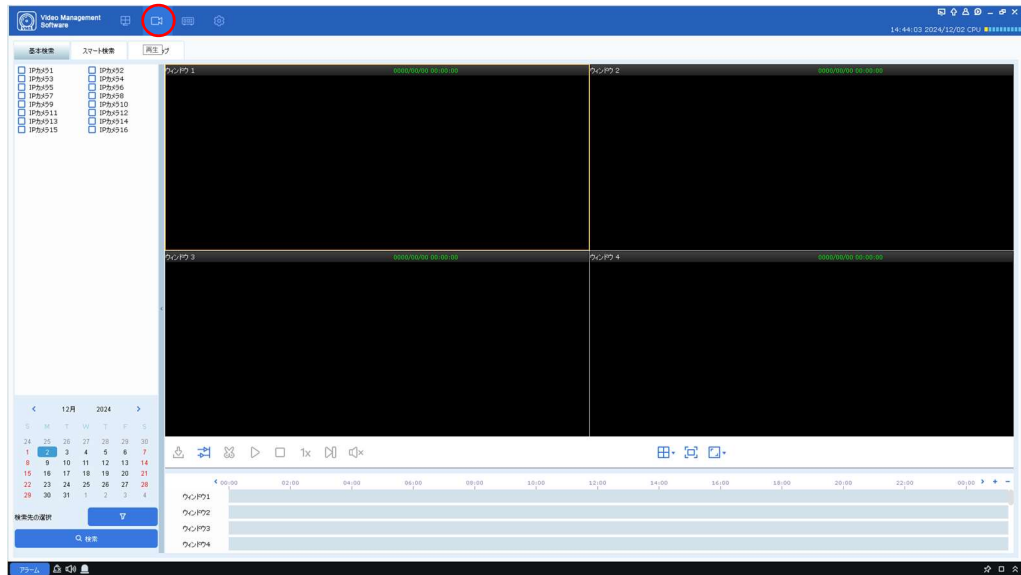 Video Management
Software
14:44:03 2024/12/02 CPU
基本検索
スマート検索
再生
IPカメラ1
IPカメラ2
IPカメラ3
IPカメラ4
IPカメラ5
IPカメラ6
IPカメラ7
IPカメラ8
IPカメラ9
IPカメラ10
IPカメラ11
IPカメラ12
IPカメラ13
IPカメラ14
IPカメラ15
IPカメラ16
ウィンドウ 1
0000/00/00 00:00:00
ウィンドウ 2
0000/00/00 00:00:00
ウィンドウ 3
0000/00/00 00:00:00
ウィンドウ 4
0000/00/00 00:00:00
12月 2024
S M T W T F S
24 25 26 27 28 29 30
1 2 3 4 5 6 7
8 9 10 11 12 13 14
15 16 17 18 19 20 21
22 23 24 25 26 27 28
29 30 31 1 2 3 4
検索先の選択
検索
1x
00:00 02:00 04:00 06:00 08:00 10:00 12:00 14:00 16:00 18:00 20:00 22:00 00:00
ウィンドウ1
ウィンドウ2
ウィンドウ3
ウィンドウ4
アラーム